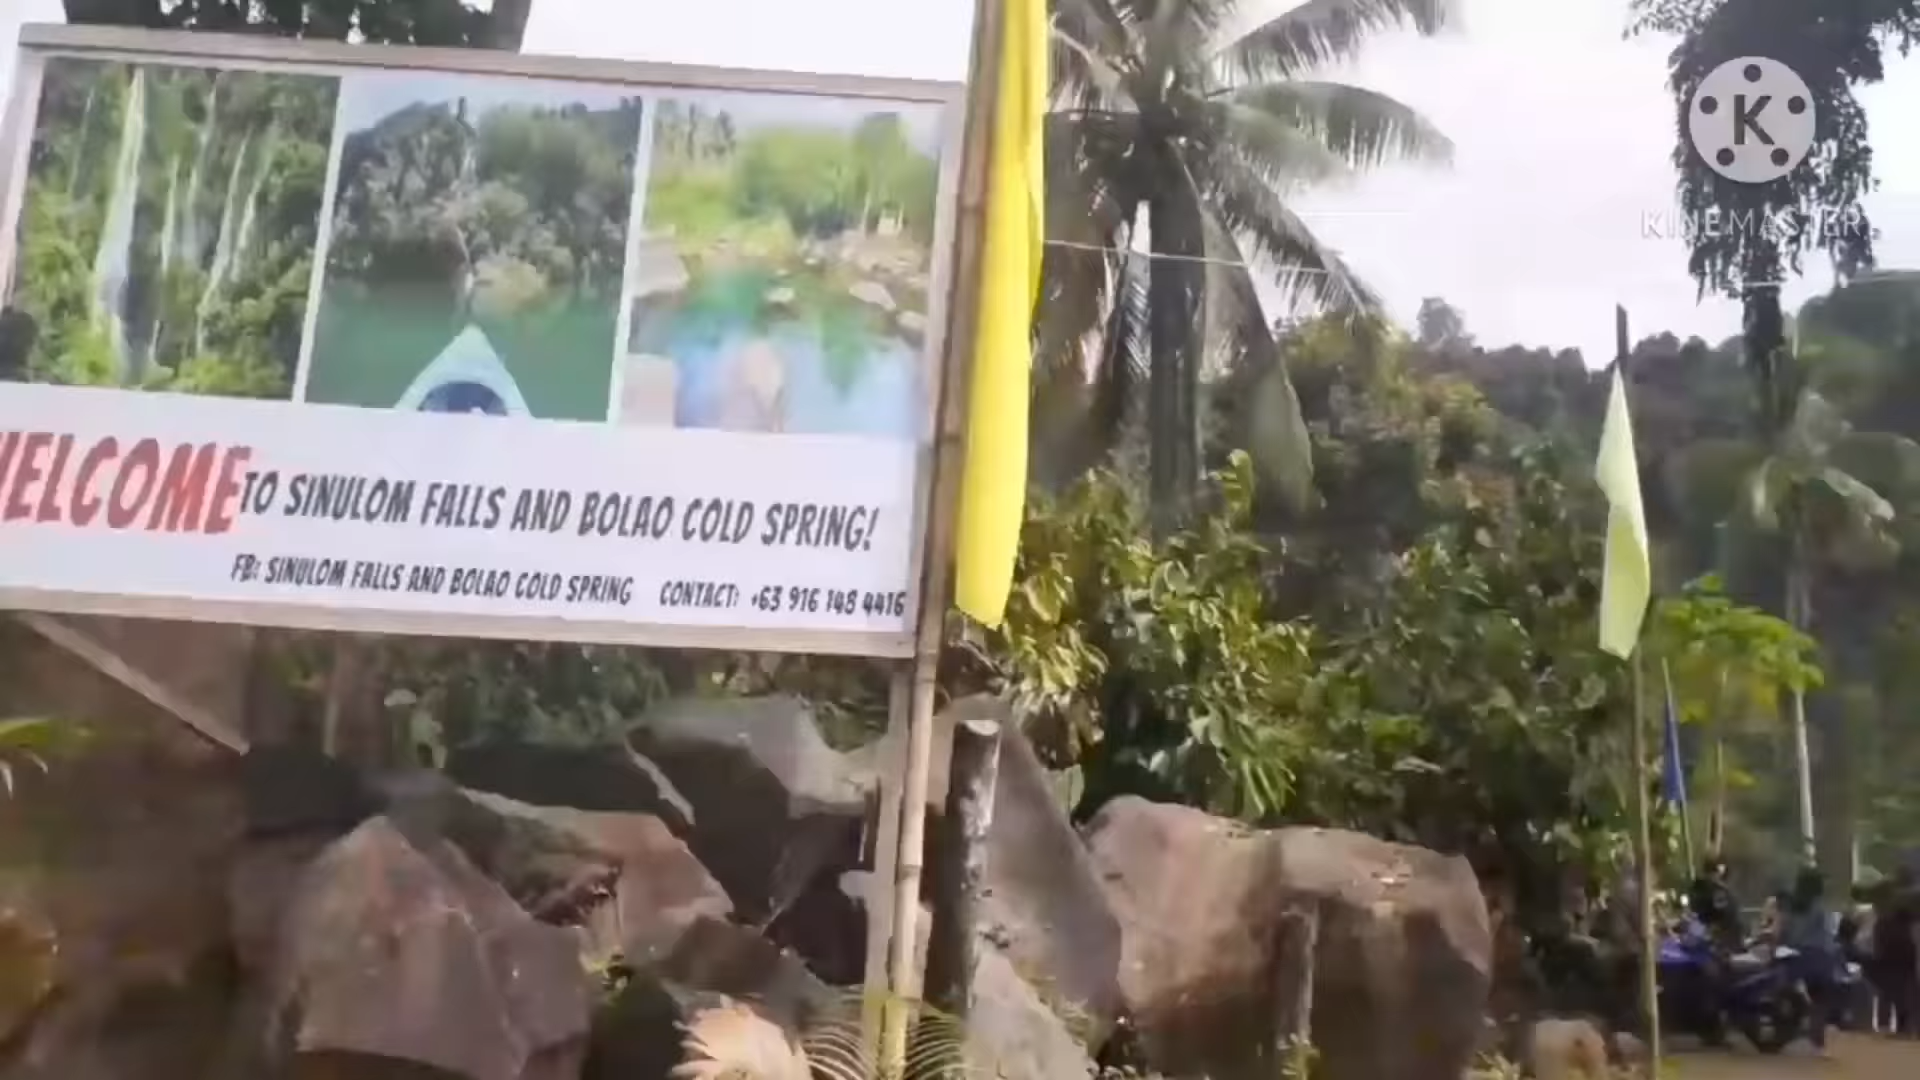 WELCOME TO SINULOM FALLS AND BOLAO COLD SPRING!
FB: SINULOM FALLS AND BOLAO COLD SPRING CONTACT: +63 916 148 4416
K
KINEMASTER